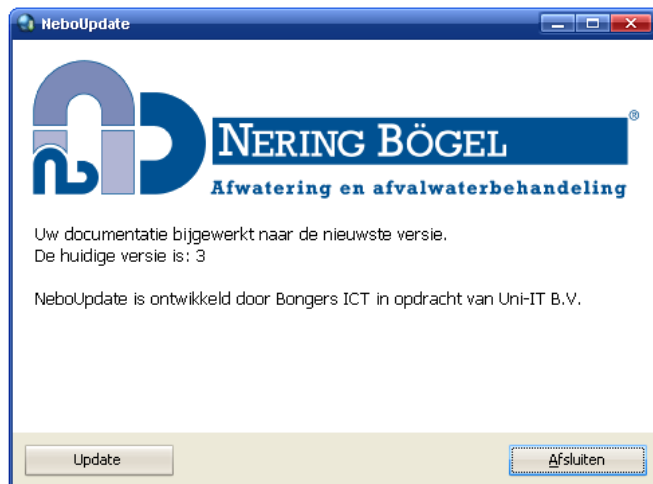 NeboUpdate
NERING BÖGEL ®
Afwatering en afvalwaterbehandeling
Uw documentatie bijgewerkt naar de nieuwste versie.
De huidige versie is: 3
NeboUpdate is ontwikkeld door Bongers ICT in opdracht van Uni-IT B.V.
Update
Afsluiten